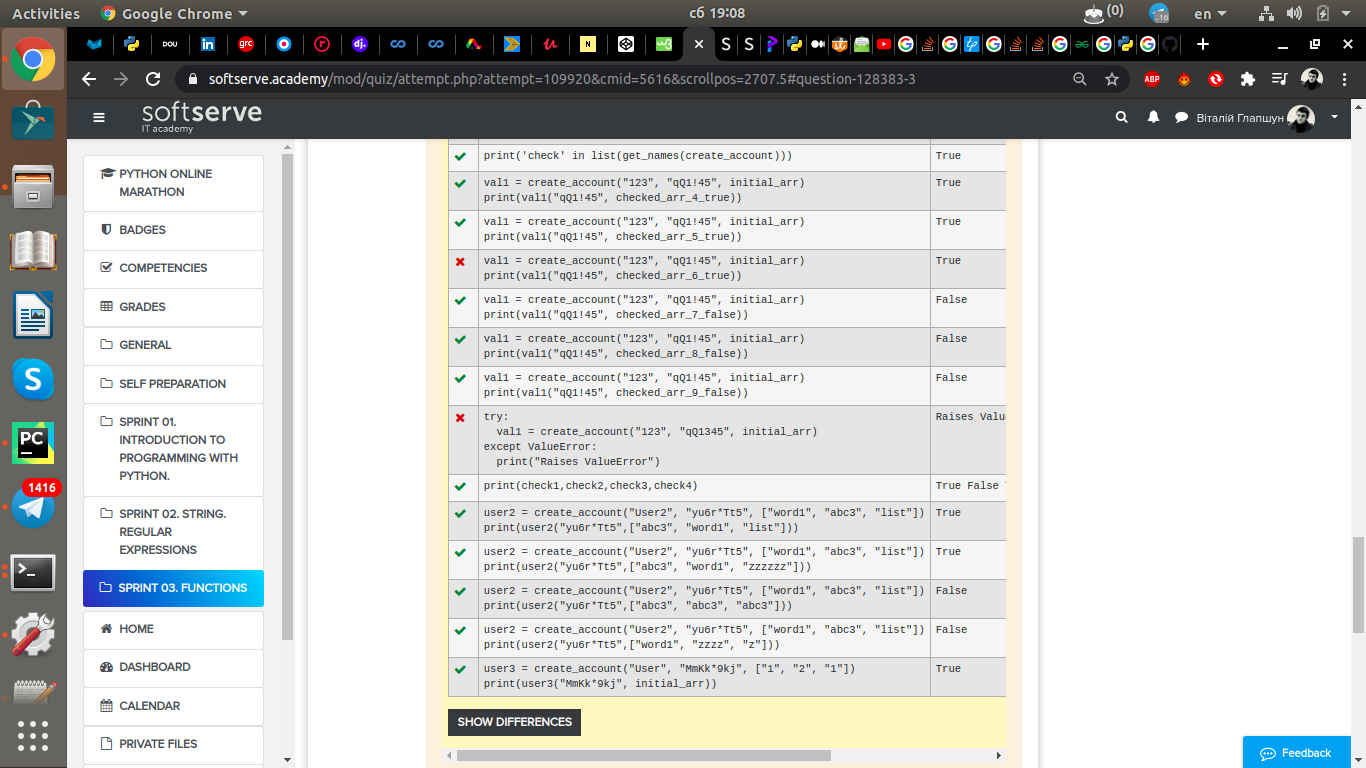 Activities
Google Chrome
сб 19:08
(0)
16
en
DOU
in
grc
r
dj
N
S
S
softserve.academy/mod/quiz/attempt.php?attempt=109920&cmid=5616&scrollpos=2707.5#question-128383-3
ABP
softserve
IT academy
Віталій Глапшун
PYTHON ONLINE
MARATHON
BADGES
COMPETENCIES
GRADES
GENERAL
SELF PREPARATION
SPRINT 01.
INTRODUCTION TO
PROGRAMMING WITH
PYTHON.
SPRINT 02. STRING.
REGULAR
EXPRESSIONS
SPRINT 03. FUNCTIONS
HOME
DASHBOARD
CALENDAR
PRIVATE FILES
PC
1416
print('check' in list(get_names(create_account)))
True
val1 = create_account("123", "qQ1!45", initial_arr)
True
print(val1("qQ1!45", checked_arr_4_true))
val1 = create_account("123", "qQ1!45", initial_arr)
True
print(val1("qQ1!45", checked_arr_5_true))
val1 = create_account("123", "qQ1!45", initial_arr)
True
print(val1("qQ1!45", checked_arr_6_true))
val1 = create_account("123", "qQ1!45", initial_arr)
False
print(val1("qQ1!45", checked_arr_7_false))
val1 = create_account("123", "qQ1!45", initial_arr)
False
print(val1("qQ1!45", checked_arr_8_false))
val1 = create_account("123", "qQ1!45", initial_arr)
False
print(val1("qQ1!45", checked_arr_9_false))
try:
Raises Valu
val1 = create_account("123", "qQ1345", initial_arr)
except ValueError:
print("Raises ValueError")
print(check1,check2,check3,check4)
True False
user2 = create_account("User2", "yu6r*Tt5", ["word1", "abc3", "list"])
True
print(user2("yu6r*Tt5",["abc3", "word1", "list"]))
user2 = create_account("User2", "yu6r*Tt5", ["word1", "abc3", "list"])
True
print(user2("yu6r*Tt5",["abc3", "word1", "zzzzzz"]))
user2 = create_account("User2", "yu6r*Tt5", ["word1", "abc3", "list"])
False
print(user2("yu6r*Tt5",["abc3", "abc3", "abc3"]))
user2 = create_account("User2", "yu6r*Tt5", ["word1", "abc3", "list"])
False
print(user2("yu6r*Tt5",["word1", "zzzz", "z"]))
user3 = create_account("User", "MmKk*9kj", ["1", "2", "1"])
True
print(user3("MmKk*9kj", initial_arr))
SHOW DIFFERENCES
Feedback